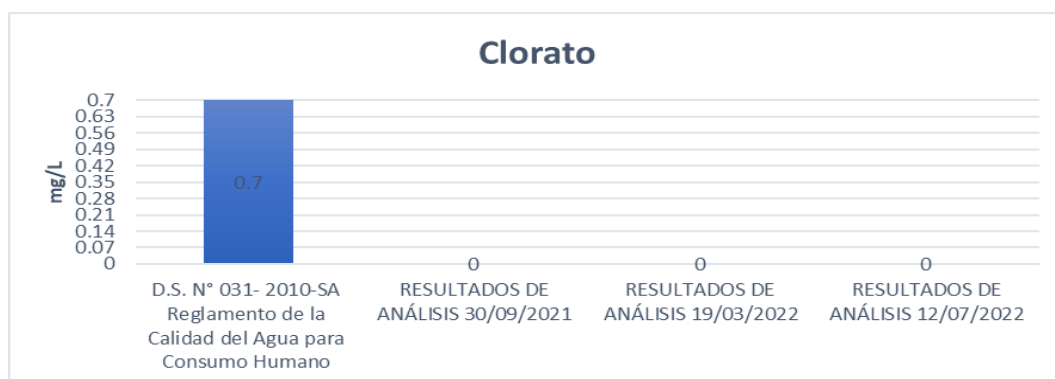 Clorato
mg/L
0.7
0.63
0.56
0.49
0.42
0.35
0.28
0.21
0.14
0.07
0
0.7
0
0
0
D.S. N° 031- 2010-SA
Reglamento de la
Calidad del Agua para
Consumo Humano
RESULTADOS DE
ANÁLISIS 30/09/2021
RESULTADOS DE
ANÁLISIS 19/03/2022
RESULTADOS DE
ANÁLISIS 12/07/2022